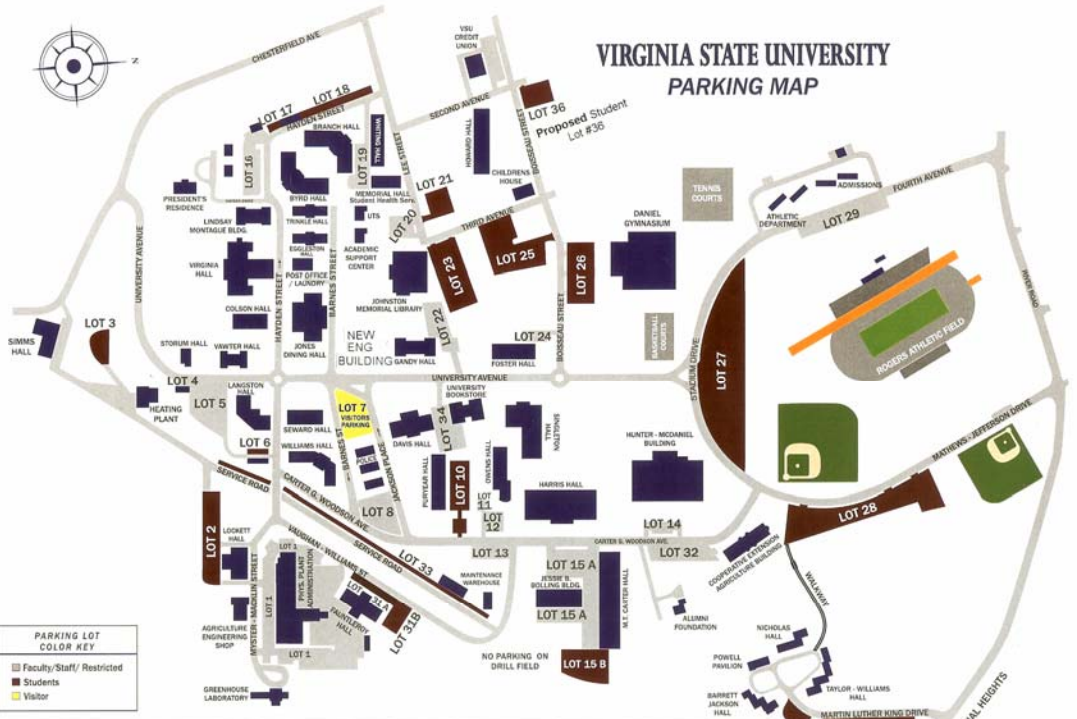 VIRGINIA STATE UNIVERSITY
PARKING MAP
N
CHESTERFIELD AVE.
VSU
CREDIT
UNION
SECOND AVENUE
LOT 36
Proposed Student
Lot #36
LOT 17
LOT 18
HAYDEN STREET
BRANCH HALL
WHITING HALL
LEE STREET
HOWARD HALL
BOISSEAU STREET
LOT 16
LOT 19
CHILDRENS
HOUSE
PRESIDENT'S
RESIDENCE
BYRD HALL
MEMORIAL HALL
Student Health Serv.
LOT 21
TENNIS
COURTS
ADMISSIONS
FOURTH AVENUE
LINDSAY
MONTAGUE BLDG.
TRINKLE HALL
UTS
LOT 20
THIRD AVENUE
DANIEL
GYMNASIUM
ATHLETIC
DEPARTMENT
LOT 29
UNIVERSITY AVENUE
VIRGINIA
HALL
EGGLESTON
HALL
ACADEMIC
SUPPORT
CENTER
LOT 23
LOT 25
LOT 26
POST OFFICE
/ LAUNDRY
RIVER ROAD
COLSON HALL
HAYDEN STREET
BARNES STREET
JOHNSTON
MEMORIAL LIBRARY
LOT 22
BOISSEAU STREET
LOT 3
SIMMS
HALL
STORUM HALL
VAWTER HALL
JONES
DINING HALL
NEW
ENG
BUILDING
GANDY HALL
LOT 24
FOSTER HALL
BASKETBALL
COURTS
ROGERS ATHLETIC FIELD
LOT 4
LANGSTON
HALL
UNIVERSITY AVENUE
STADIUM DRIVE
LOT 27
HEATING
PLANT
LOT 5
LOT 7
VISITORS
PARKING
UNIVERSITY
BOOKSTORE
SEWARD HALL
DAVIS HALL
LOT 34
SINGLETON
HALL
HUNTER - McDANIEL
BUILDING
MATHEWS - JEFFERSON DRIVE
LOT 6
WILLIAMS HALL
BARNES ST.
POLICE
JACKSON PLACE
PURYEAR HALL
LOT 10
OWENS HALL
SERVICE ROAD
CARTER G. WOODSON AVE.
LOT 8
LOT 11
LOT 12
HARRIS HALL
LOT 28
LOT 2
LOCKETT
HALL
VAUGHAN - WILLIAMS ST
SERVICE ROAD
LOT 33
LOT 13
CARTER G. WOODSON AVE.
LOT 14
LOT 32
COOPERATIVE EXTENSION
AGRICULTURE BUILDING
LOT 1
MYSTER - MACKLIN STREET
PHYS. PLANT
ADMINISTRATION
LOT 1
LOT 31 A
MAINTENANCE
WAREHOUSE
LOT 15 A
JESSIE B.
BOLLING BLDG.
LOT 15 A
M.T. CARTER HALL
WALKWAY
AGRICULTURE
ENGINEERING
SHOP
FAUNTLEROY
HALL
LOT 31B
ALUMNI
FOUNDATION
NICHOLAS
HALL
LOT 1
NO PARKING ON
DRILL FIELD
LOT 15 B
POWELL
PAVILION
GREENHOUSE
LABORATORY
BARRETT
JACKSON
HALL
TAYLOR - WILLIAMS
HALL
MARTIN LUTHER KING DRIVE
AL HEIGHTS
PARKING LOT
COLOR KEY
Faculty/Staff/ Restricted
Students
Visitor